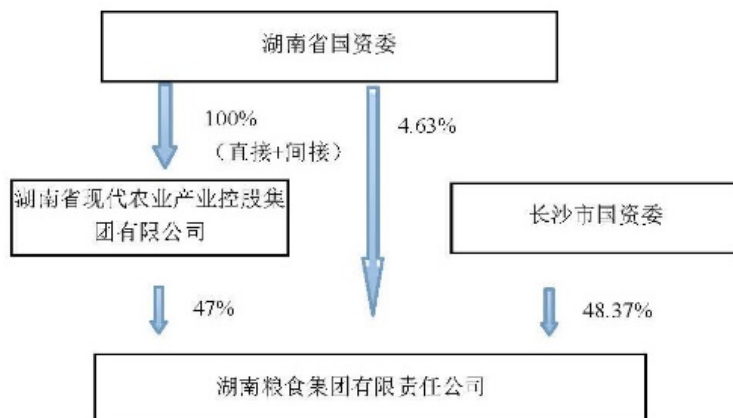 湖南省国资委
100%
（直接+间接）
4.63%
湖南省现代农业产业控股集
团有限公司
长沙市国资委
47%
48.37%
湖南粮食集团有限责任公司